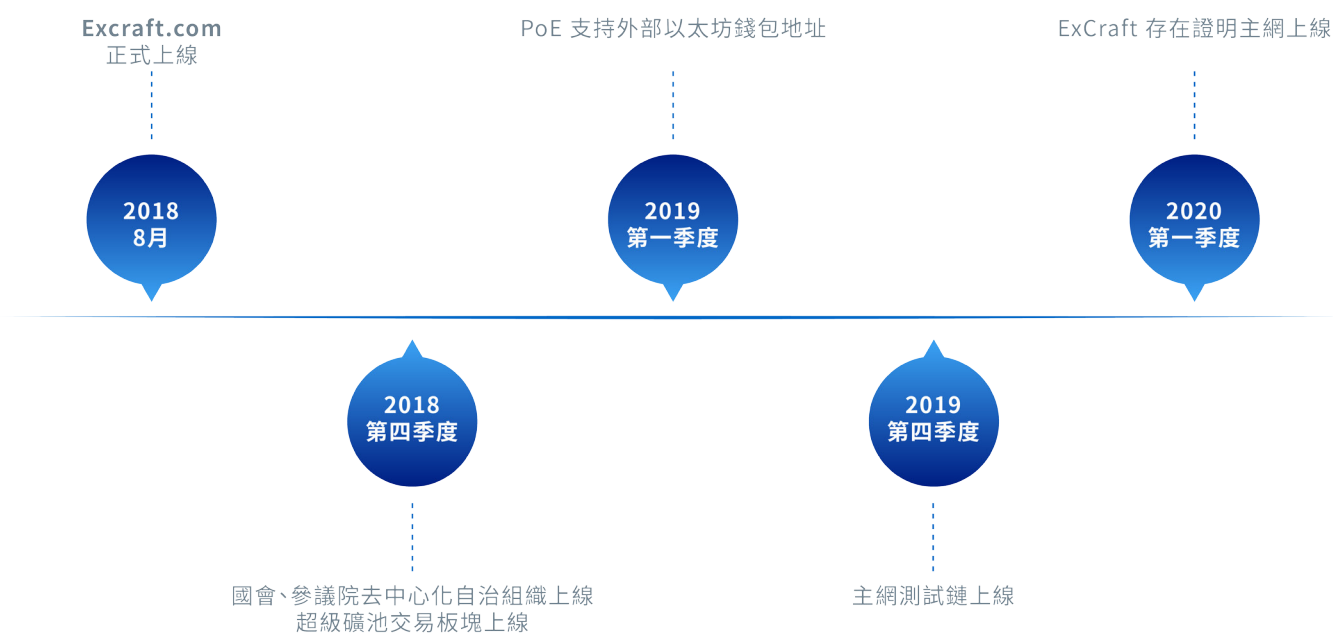 Excraft.com
正式上線
PoE 支持外部以太坊錢包地址
ExCraft 存在證明主網上線
2018
8月
2019
第一季度
2020
第一季度
2018
第四季度
2019
第四季度
國會、參議院去中心化自治組織上線
超級礦池交易板塊上線
主網測試鏈上線